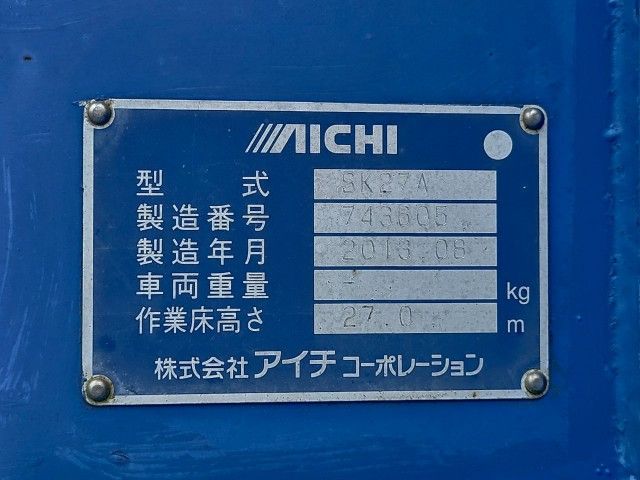 AICHI
型式 SK27A
製造番号 743605
製造年月 2013.08
車両重量 - kg
作業床高さ 27.0 m
株式会社アイチコーポレーション